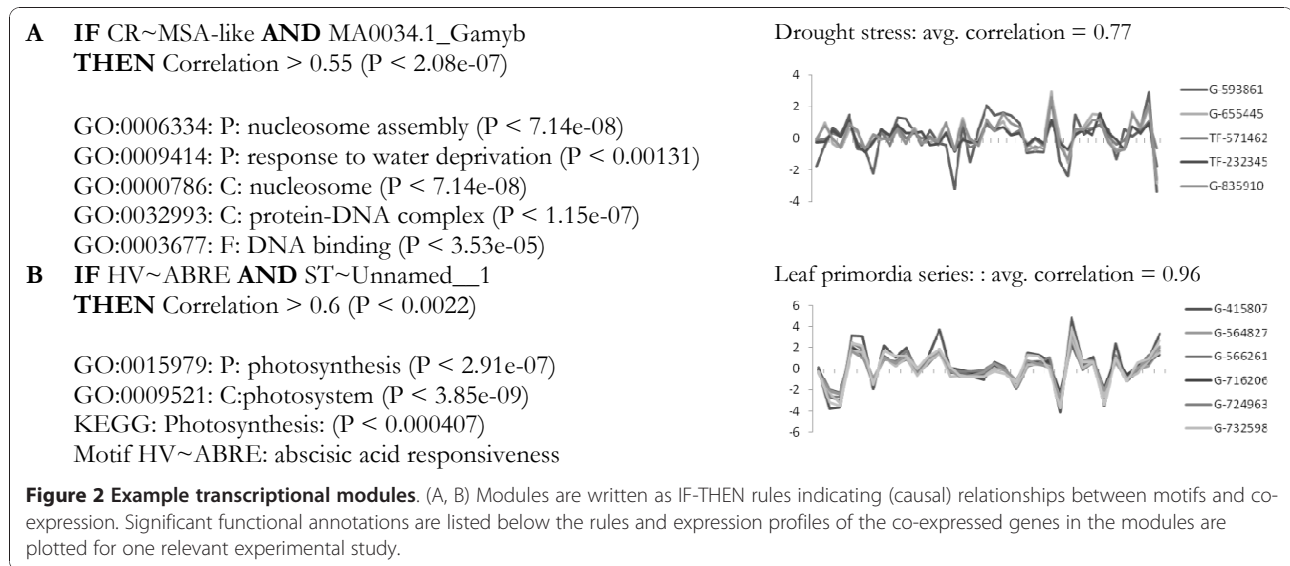 A IF CR~MSA-like AND MA0034.1_Gamyb
THEN Correlation > 0.55 (P < 2.08e-07)
GO:0006334: P: nucleosome assembly (P < 7.14e-08)
GO:0009414: P: response to water deprivation (P < 0.00131)
GO:0000786: C: nucleosome (P < 7.14e-08)
GO:0032993: C: protein-DNA complex (P < 1.15e-07)
GO:0003677: F: DNA binding (P < 3.53e-05)
Drought stress: avg. correlation = 0.77
4
2
0
-2
-4
G-593861
G-655445
TF-571462
TF-232345
G-835910
B IF HV~ABRE AND ST~Unnamed__1
THEN Correlation > 0.6 (P < 0.0022)
GO:0015979: P: photosynthesis (P < 2.91e-07)
GO:0009521: C:photosystem (P < 3.85e-09)
KEGG: Photosynthesis: (P < 0.000407)
Motif HV~ABRE: abscisic acid responsiveness
Leaf primordia series: : avg. correlation = 0.96
6
4
2
0
-2
-4
-6
G-415807
G-564827
G-566261
G-716206
G-724963
G-732598
Figure 2 Example transcriptional modules. (A, B) Modules are written as IF-THEN rules indicating (causal) relationships between motifs and co-
expression. Significant functional annotations are listed below the rules and expression profiles of the co-expressed genes in the modules are
plotted for one relevant experimental study.